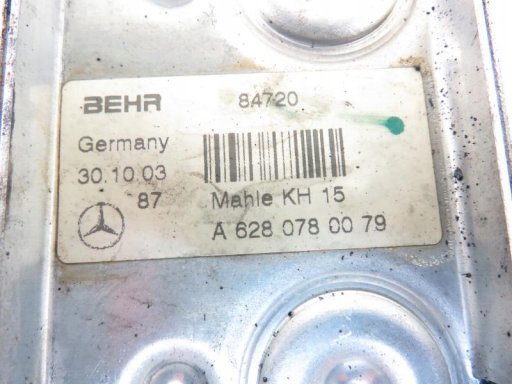 BEHR 84720
Germany
30.10.03
87 Mahle KH 15
A 628 078 00 79